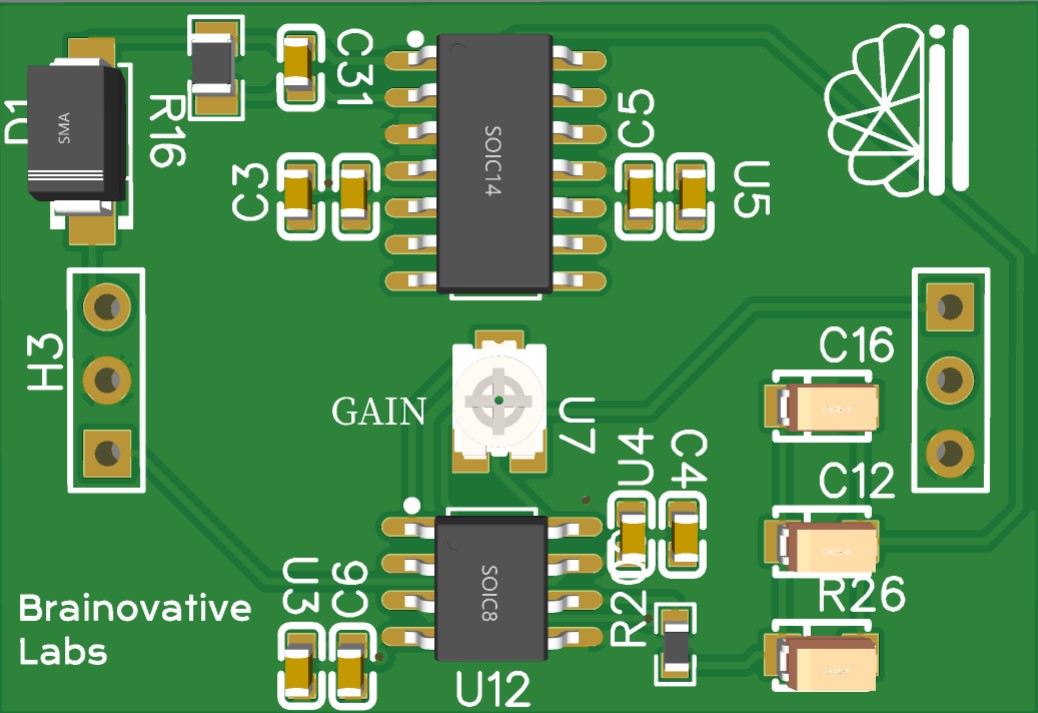 C31
D1
SMA
R16
SOIC14
C5
C3
U5
H3
C16
GAIN
U7
U4
C4
C12
SOIC8
U3
C6
R26
Brainovative
Labs
U12